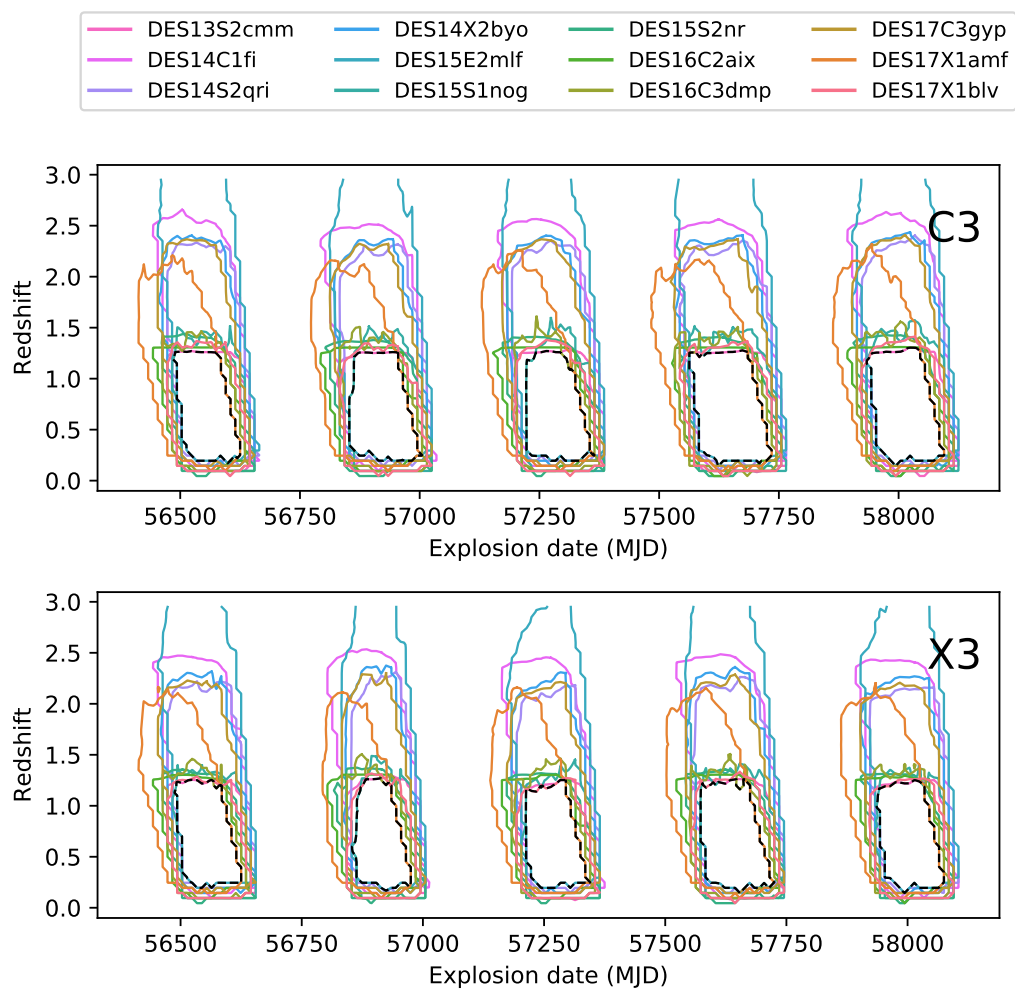 DES13S2cmm DES14X2byo DES15S2nr DES17C3gyp
DES14C1fi DES15E2mlf DES16C2aix DES17X1amf
DES14S2qri DES15S1nog DES16C3dmp DES17X1blv
3.0
2.5
2.0
1.5
1.0
0.5
0.0
Redshift
C3
56500 56750 57000 57250 57500 57750 58000
Explosion date (MJD)
3.0
2.5
2.0
1.5
1.0
0.5
0.0
Redshift
X3
56500 56750 57000 57250 57500 57750 58000
Explosion date (MJD)